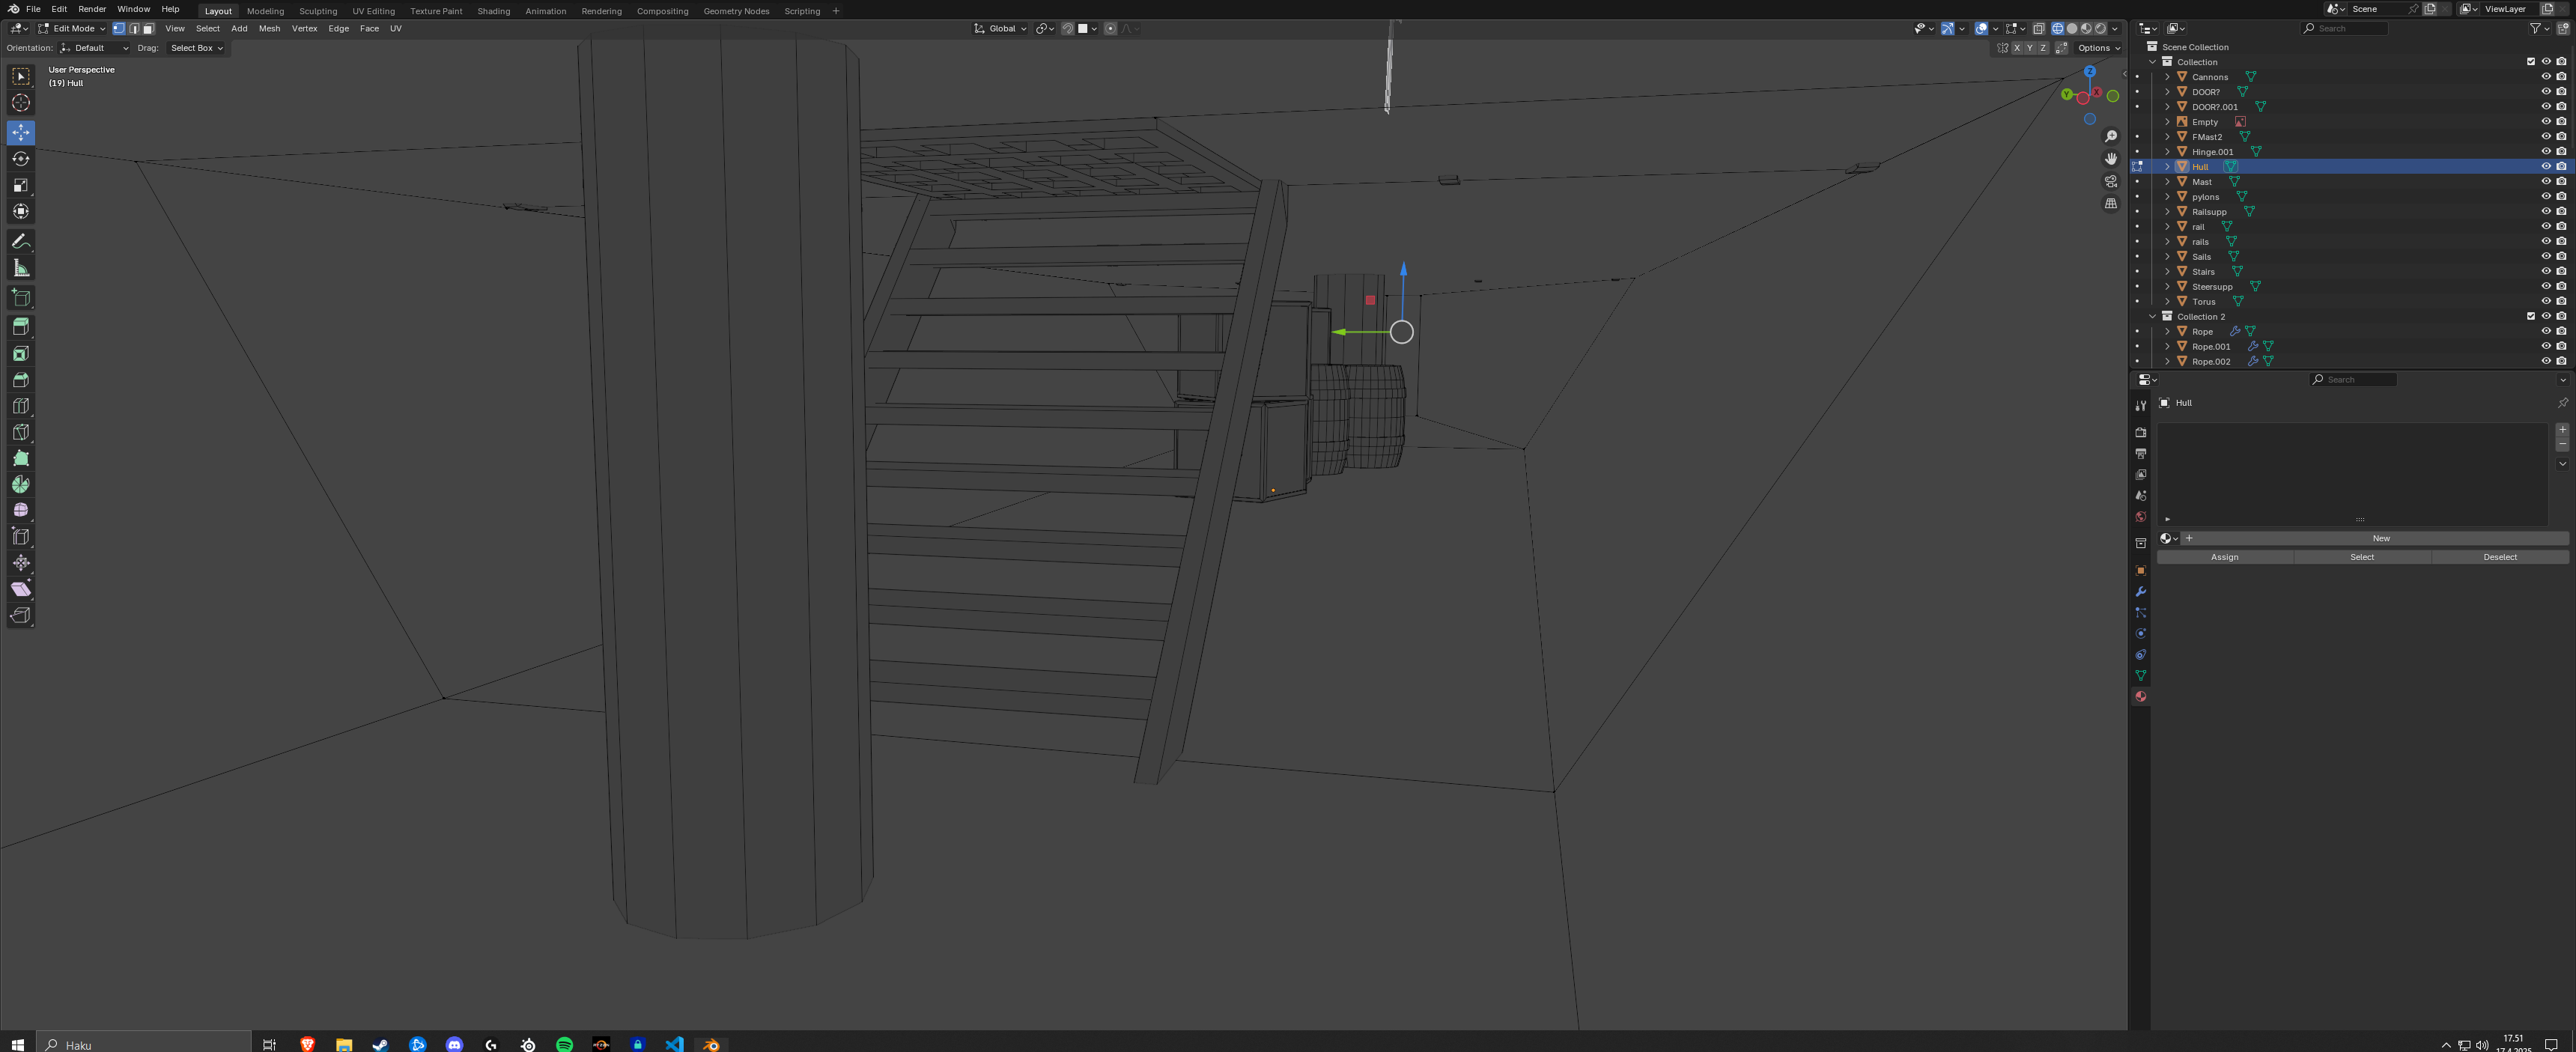 File Edit Render Window Help Layout Modeling Sculpting UV Editing Texture Paint Shading Animation Rendering Compositing Geometry Nodes Scripting + Scene ViewLayer
Edit Mode View Select Add Mesh Vertex Edge Face UV Global Search
Orientation: Default Drag: Select Box X Y Z Options
User Perspective
(19) Hull
Z
Y
X
Scene Collection
Collection
Cannons
DOOR?
DOOR?.001
Empty
FMast2
Hinge.001
Hull
Mast
pylons
Railsupp
rail
rails
Sails
Stairs
Steersupp
Torus
Collection 2
Rope
Rope.001
Rope.002
Search
Hull
New
Assign Select Deselect
Haku
17.51
17.4.2025